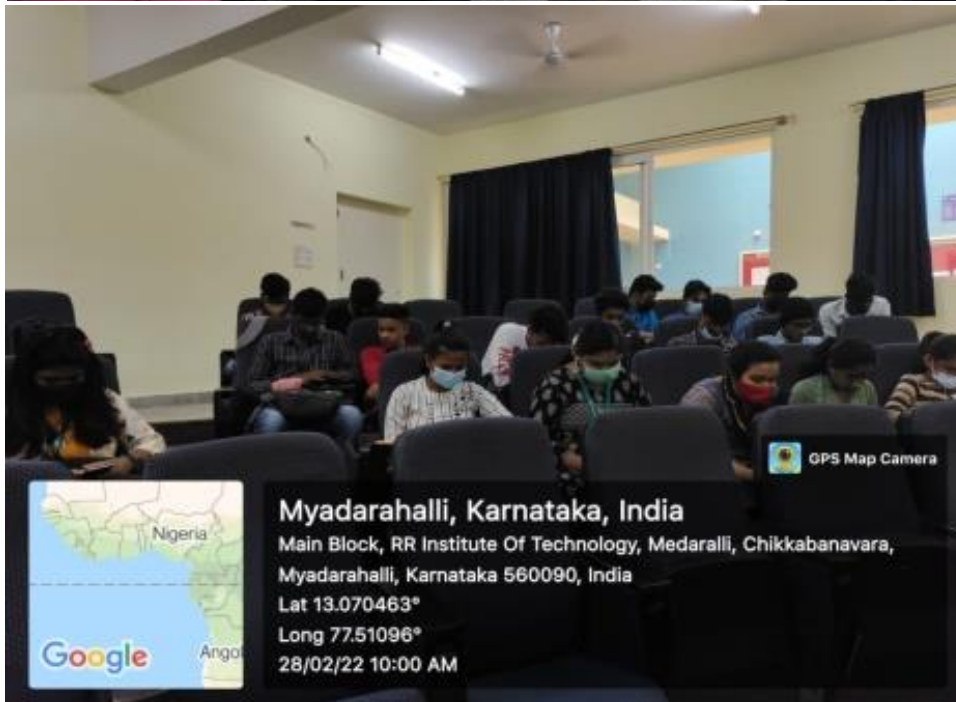 GPS Map Camera
Nigeria
Google
Myadarahalli, Karnataka, India
Main Block, RR Institute Of Technology, Medaralli, Chikkabanavara,
Myadarahalli, Karnataka 560090, India
Lat 13.070463°
Long 77.51096°
28/02/22 10:00 AM